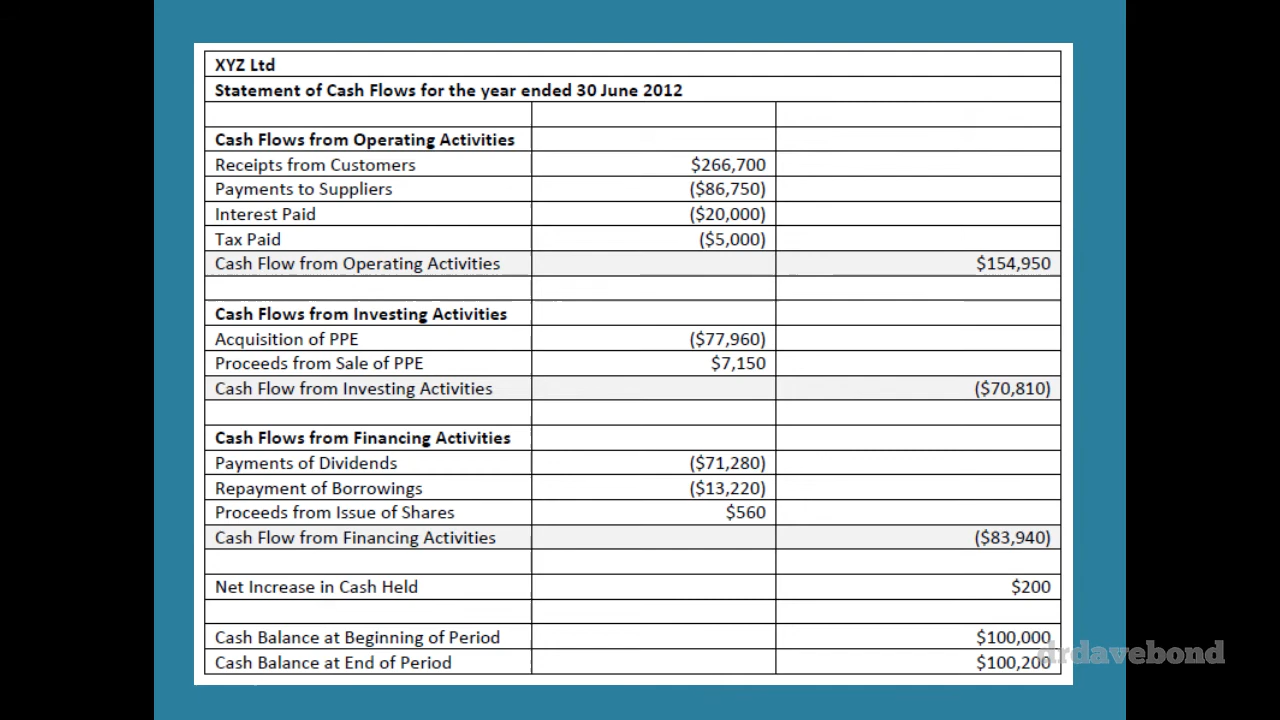 XYZ Ltd
Statement of Cash Flows for the year ended 30 June 2012
Cash Flows from Operating Activities
Receipts from Customers $266,700
Payments to Suppliers ($86,750)
Interest Paid ($20,000)
Tax Paid ($5,000)
Cash Flow from Operating Activities $154,950
Cash Flows from Investing Activities
Acquisition of PPE ($77,960)
Proceeds from Sale of PPE $7,150
Cash Flow from Investing Activities ($70,810)
Cash Flows from Financing Activities
Payments of Dividends ($71,280)
Repayment of Borrowings ($13,220)
Proceeds from Issue of Shares $560
Cash Flow from Financing Activities ($83,940)
Net Increase in Cash Held $200
Cash Balance at Beginning of Period $100,000
Cash Balance at End of Period $100,200
drdavebond